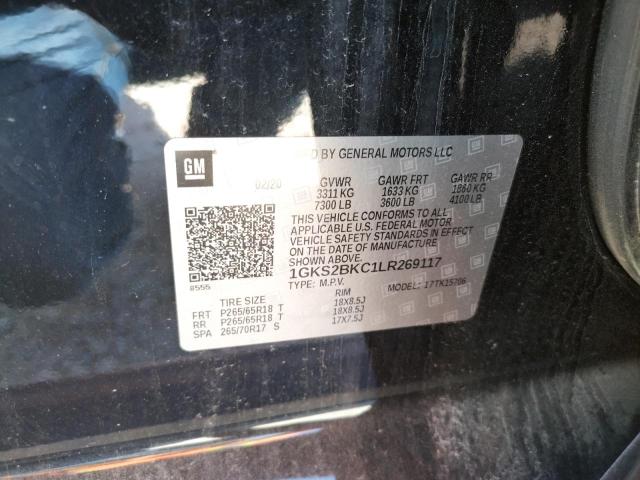 GM
BY GENERAL MOTORS LLC
02/20 GVWR GAWR FRT GAWR RR
3311 KG 1633 KG 1860 KG
7300 LB 3600 LB 4100 LB
THIS VEHICLE CONFORMS TO ALL
APPLICABLE U.S. FEDERAL MOTOR
VEHICLE SAFETY STANDARDS IN EFFECT
ON THE DATE OF MANUFACTURE
SHOWN ABOVE.
1GKS2BKC1LR269117
8555 TYPE: M.P.V. MODEL: 17TK15706
TIRE SIZE RIM
FRT P265/65R18 T 18X8.5J
RR P265/65R18 T 18X8.5J
SPA 265/70R17 S 17X7.5J